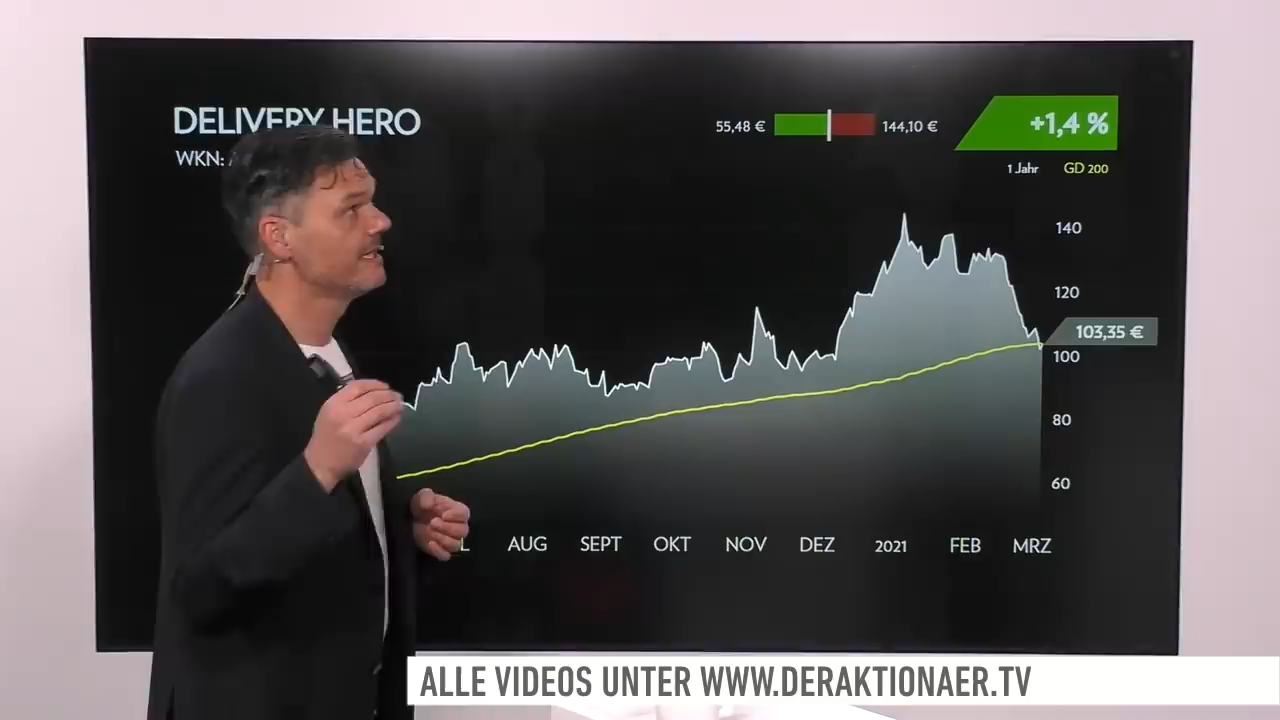 DELIVERY HERO
WKN:
55,48 €
144,10 €
+1,4 %
1 Jahr
GD 200
140
120
103,35 €
100
80
60
AUG SEPT OKT NOV DEZ 2021 FEB MRZ
ALLE VIDEOS UNTER WWW.DERAKTIONAER.TV